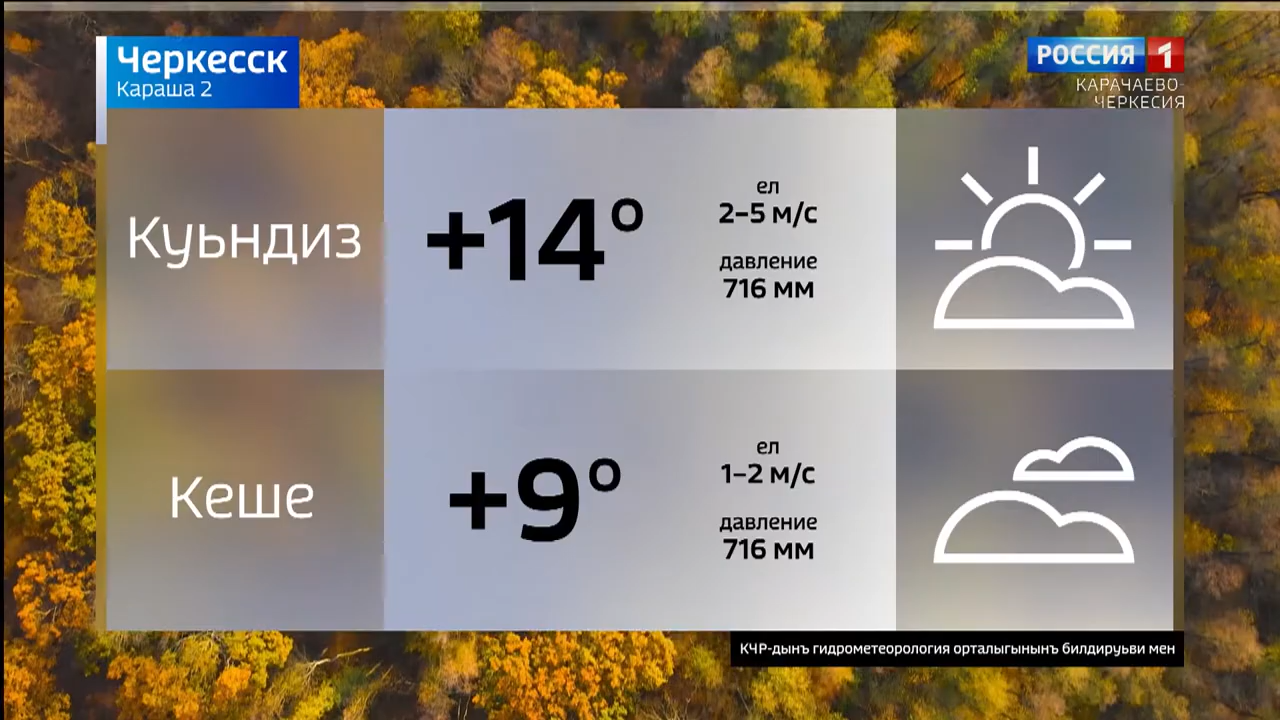 Черкесск
Караша 2
РОССИЯ 1
КАРАЧАЕВО-
ЧЕРКЕСИЯ
Куьндиз
+14°
ел
2–5 м/с
давление
716 мм
Кеше
+9°
ел
1–2 м/с
давление
716 мм
КЧР-дынъ гидрометеорология орталыгынынъ билдируьви мен